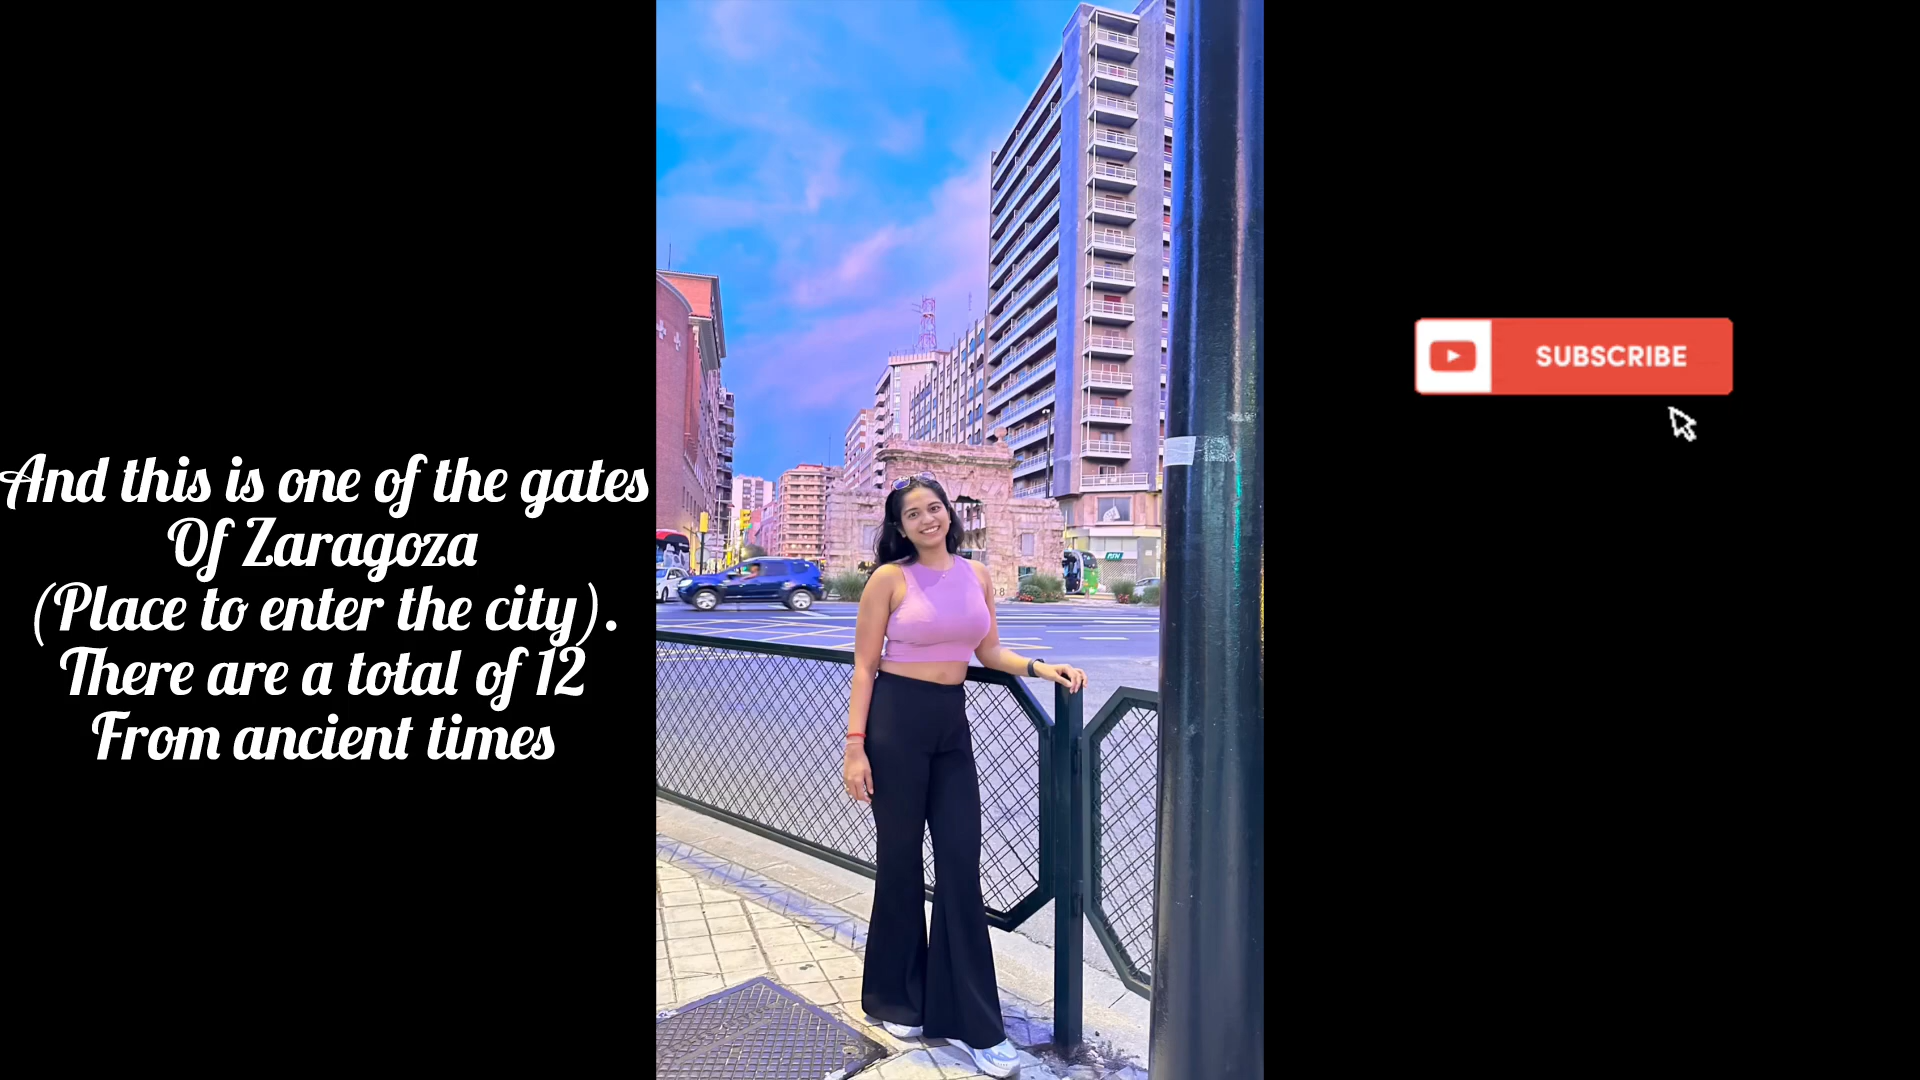 And this is one of the gates
Of Zaragoza
(Place to enter the city).
There are a total of 12
From ancient times
SUBSCRIBE